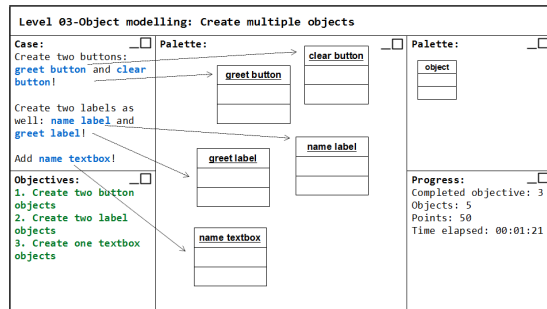 Level 03-Object modelling: Create multiple objects
Case:
Create two buttons:
greet button and clear
button!
Create two labels as
well: name label and
greet label!
Add name textbox!
Objectives:
1. Create two button
objects
2. Create two label
objects
3. Create one textbox
objects
Palette:
clear button
greet button
name label
greet label
name textbox
Palette:
object
Progress:
Completed objective: 3
Objects: 5
Points: 50
Time elapsed: 00:01:21